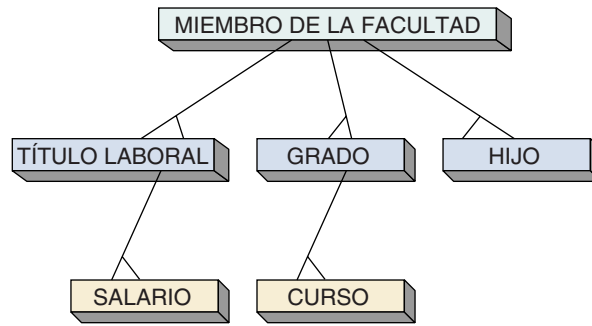 MIEMBRO DE LA FACULTAD
TÍTULO LABORAL
GRADO
HIJO
SALARIO
CURSO